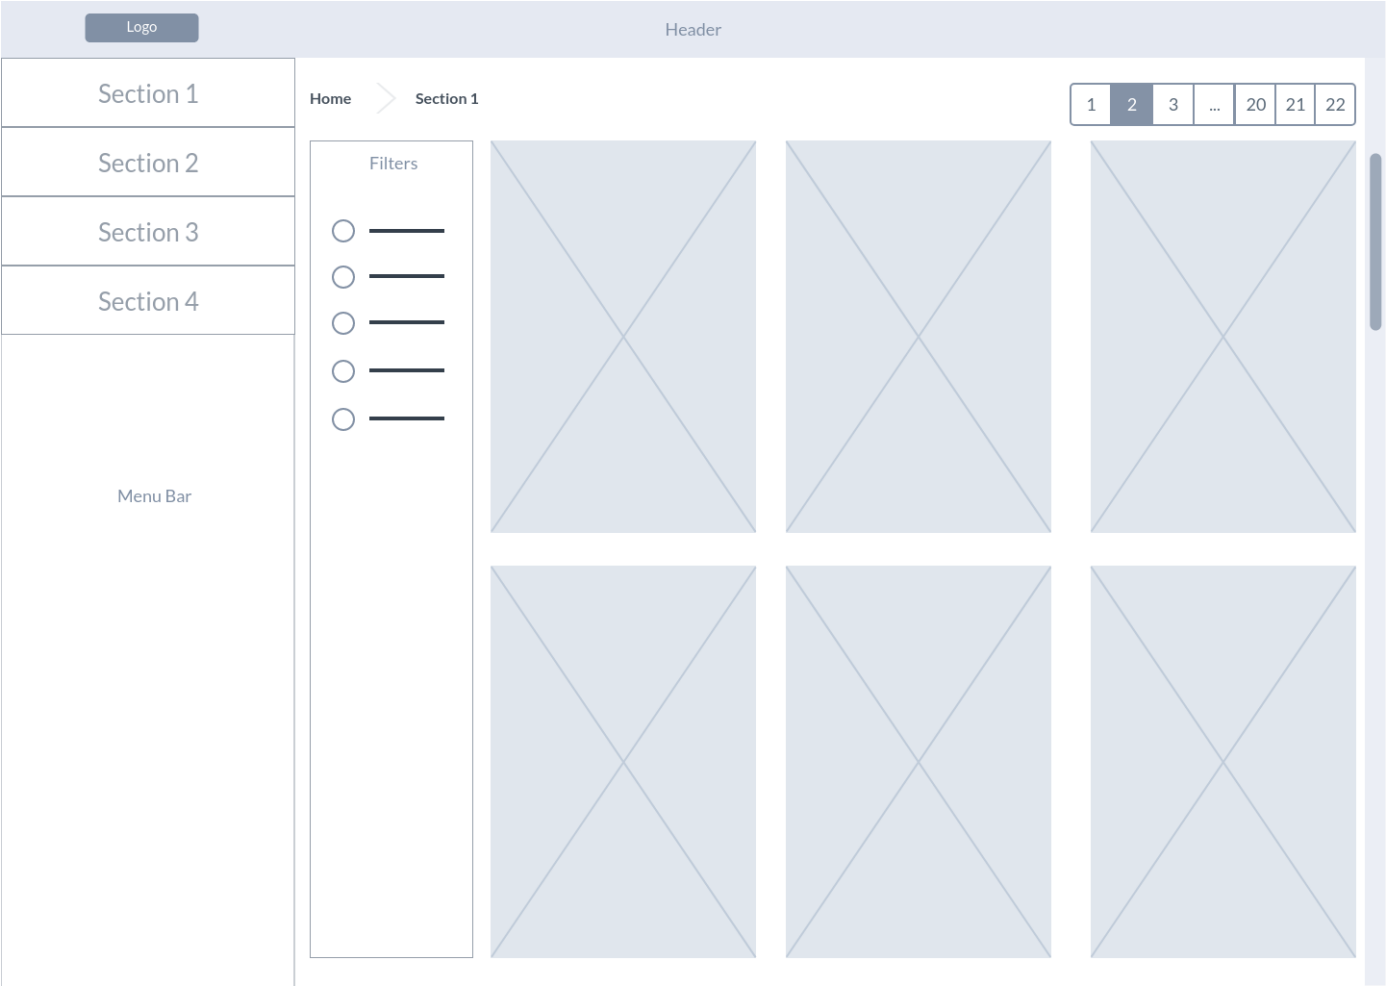 Logo
Header
Section 1
Section 2
Section 3
Section 4
Menu Bar
Home
Section 1
1 2 3 ... 20 21 22
Filters